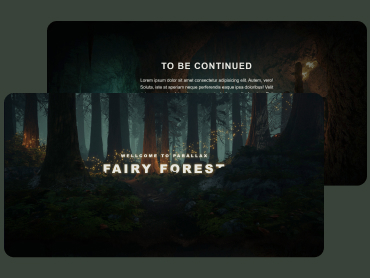 TO BE CONTINUED
Lorem ipsum dolor sit amet consectetur adipisicing elit. Autem, vero!
Soluta, iste at aperiam neque perferendis eaque ipsa doloribus! Velit
WELLCOME TO PARALLAX
FAIRY FOREST